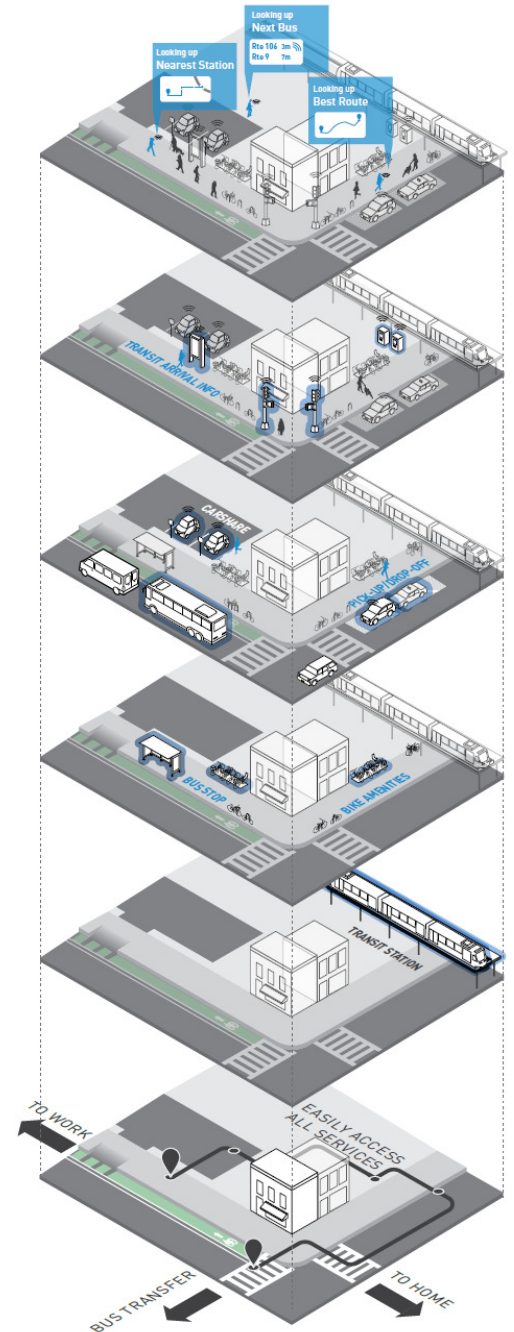 Looking up
Next Bus
Rte 106 3m
Rte 9 7m
Looking up
Nearest Station
Looking up
Best Route
TRANSIT ARRIVAL INFO
CARSHARE
PICK-UP/DROP-OFF
BUS STOP
BIKE AMENITIES
TRANSIT STATION
TO WORK
EASILY ACCESS
ALL SERVICES
BUS TRANSFER
TO HOME